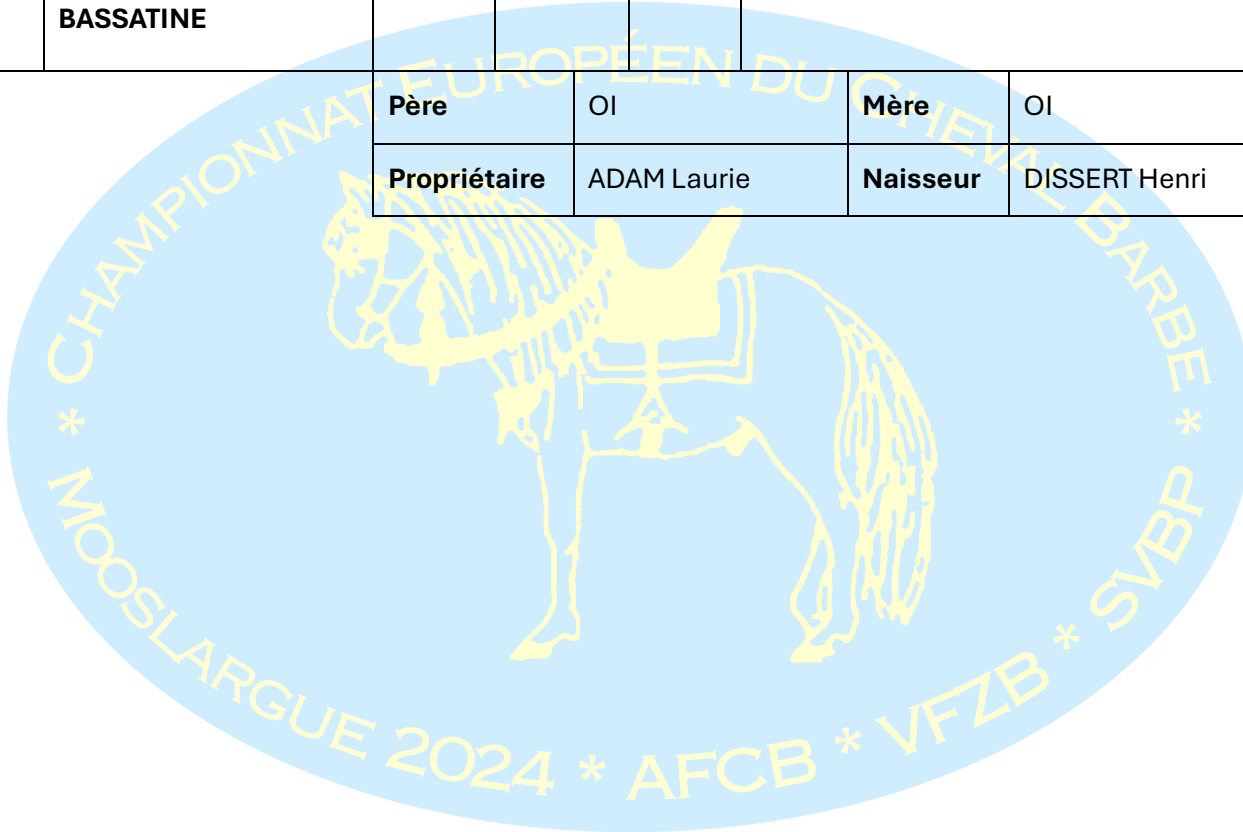 BASSATINE
Père OI Mère OI
Propriétaire ADAM Laurie Naisseur DISSERT Henri
* CHAMPIONNAT EUROPÉEN DU CHEVAL BARBE *
MOOSLARGUE 2024 * AFCB * VFZB * SVBP